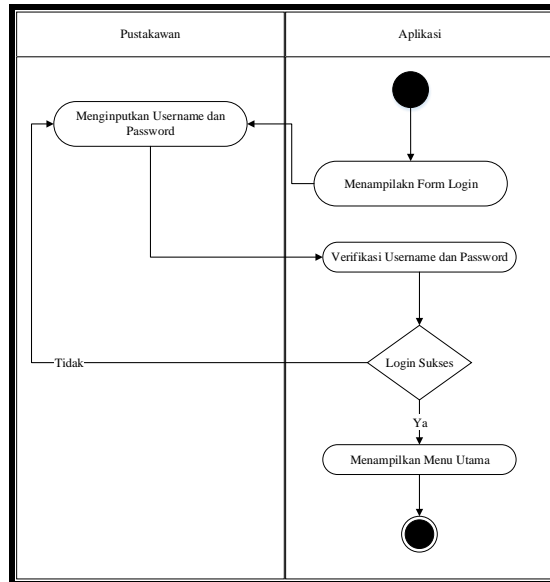 Pustakawan
Aplikasi
Menginputkan Username dan
Password
Menampilakn Form Login
Verifikasi Username dan Password
Tidak
Login Sukses
Ya
Menampilkan Menu Utama